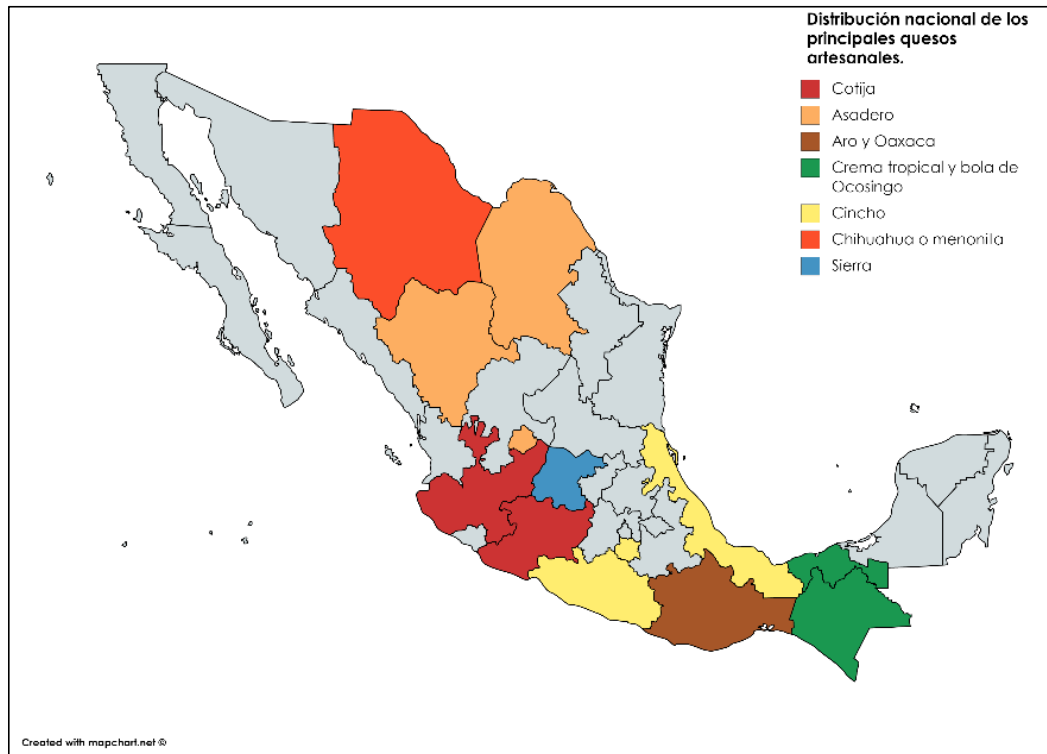 Distribución nacional de los
principales quesos
artesanales.
Cotija
Asadero
Aro y Oaxaca
Crema tropical y bola de
Ocosingo
Cincho
Chihuahua o menonita
Sierra
Created with mapchart.net ©